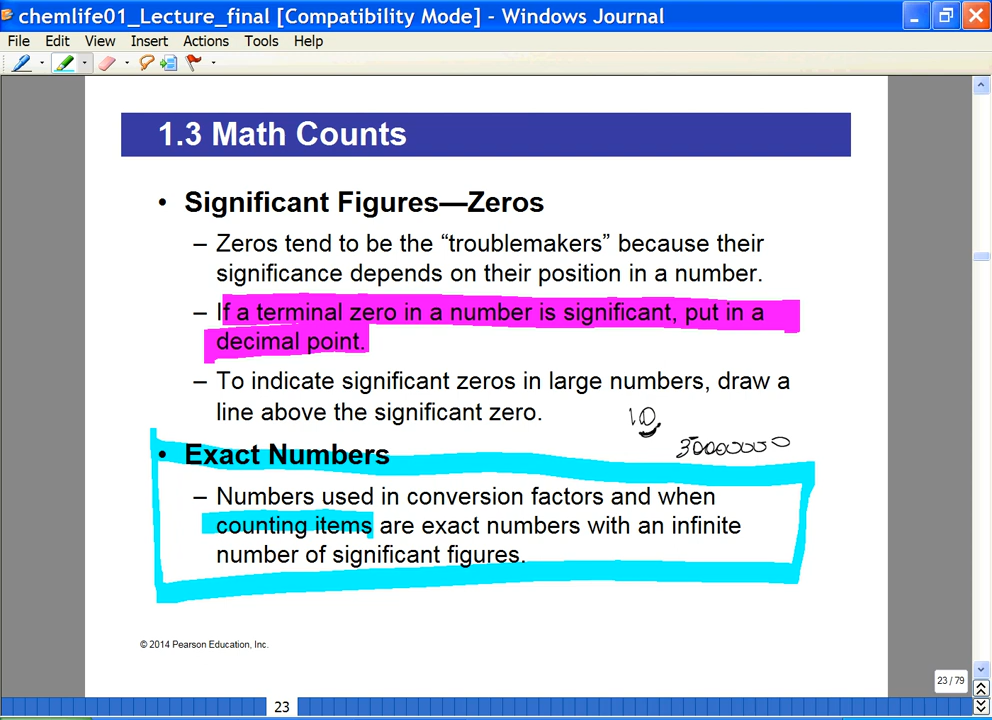 chemlife01_Lecture_final [Compatibility Mode] - Windows Journal
File Edit View Insert Actions Tools Help
1.3 Math Counts
• Significant Figures—Zeros
– Zeros tend to be the “troublemakers” because their
significance depends on their position in a number.
– If a terminal zero in a number is significant, put in a
decimal point.
– To indicate significant zeros in large numbers, draw a
line above the significant zero.
10.
• Exact Numbers
– Numbers used in conversion factors and when
counting items are exact numbers with an infinite
number of significant figures.
© 2014 Pearson Education, Inc.
23 / 79
23